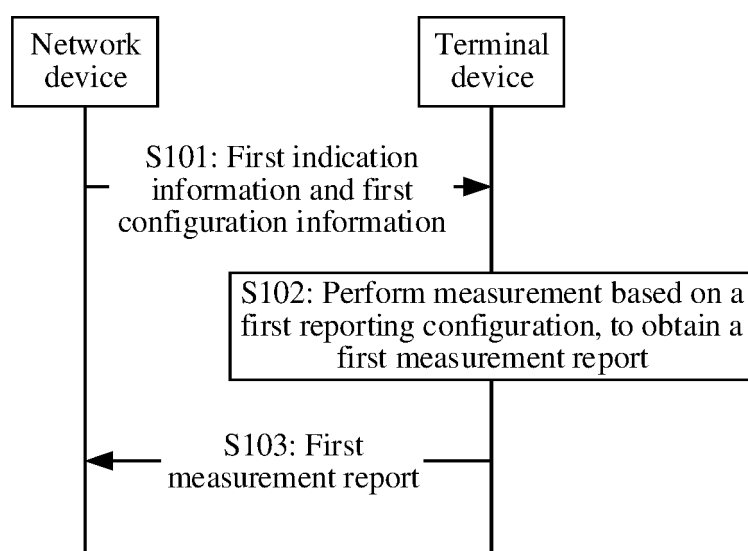 Network
device
Terminal
device
S101: First indication
information and first
configuration information
S102: Perform measurement based on a
first reporting configuration, to obtain a
first measurement report
S103: First
measurement report